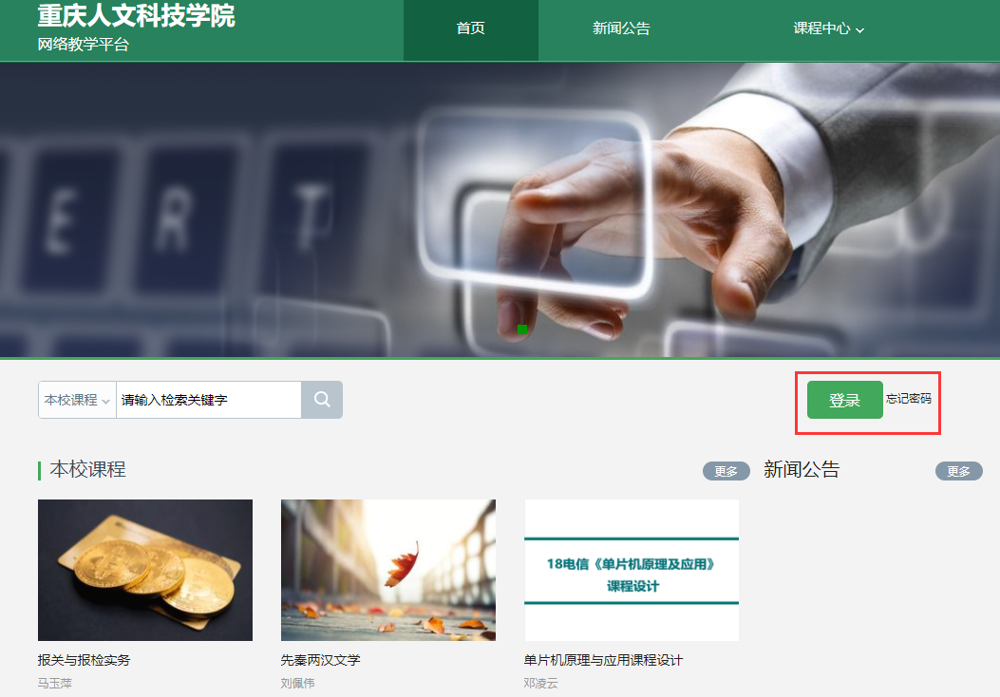 重庆人文科技学院
网络教学平台
首页
新闻公告
课程中心
E R T
本校课程
请输入检索关键字
登录
忘记密码
本校课程
更多
新闻公告
更多
18电信《单片机原理及应用》
课程设计
报关与报检实务
先秦两汉文学
单片机原理与应用课程设计
马玉萍
刘佩伟
邓凌云